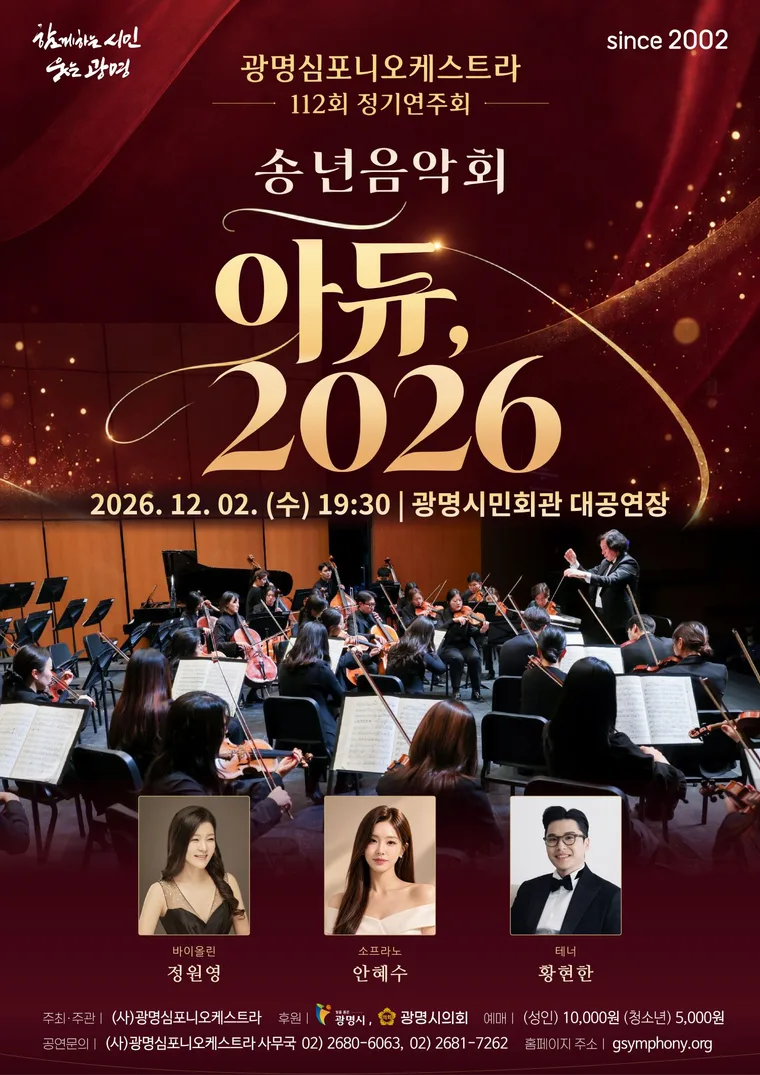 함께하는 시민
웃는 광명
since 2002
광명심포니오케스트라
112회 정기연주회
송년음악회
아듀,
2026
2026. 12. 02. (수) 19:30 | 광명시민회관 대공연장
바이올린
정원영
소프라노
안혜수
테너
황현한
주최·주관 | (사)광명심포니오케스트라 후원 | 광명시, 광명시의회 예매 | (성인) 10,000원 (청소년) 5,000원
공연문의 | (사)광명심포니오케스트라 사무국 02) 2680-6063, 02) 2681-7262 홈페이지 주소 | gsymphony.org